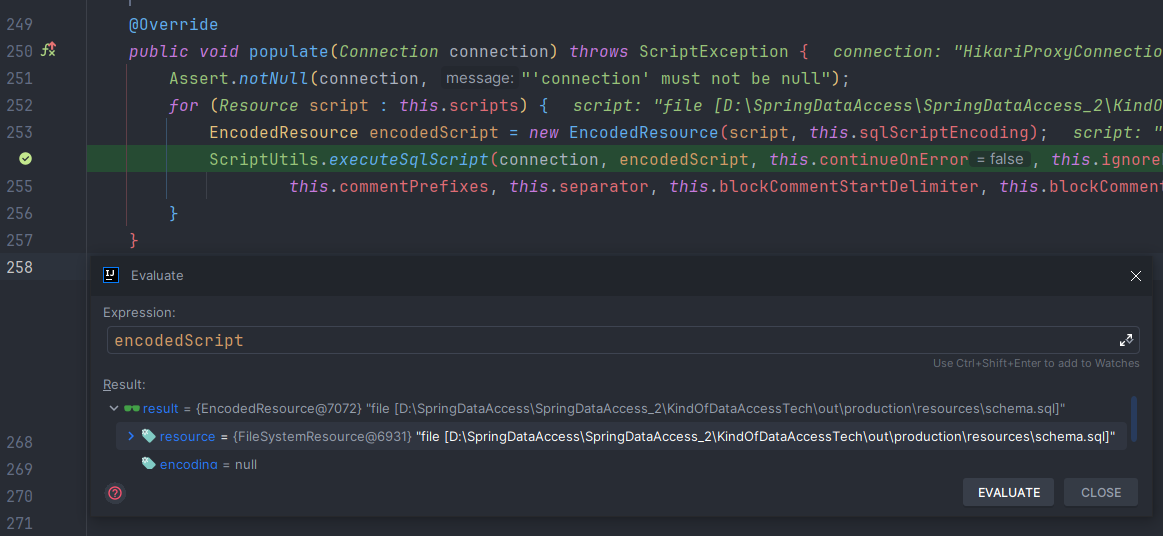 249 @Override
250 public void populate(Connection connection) throws ScriptException { connection: "HikariProxyConnectio
251 Assert.notNull(connection, message: "'connection' must not be null");
252 for (Resource script : this.scripts) { script: "file [D:\SpringDataAccess\SpringDataAccess_2\KindO
253 EncodedResource encodedScript = new EncodedResource(script, this.sqlScriptEncoding); script: "
ScriptUtils.executeSqlScript(connection, encodedScript, this.continueOnError = false , this.ignore
255 this.commentPrefixes, this.separator, this.blockCommentStartDelimiter, this.blockComment
256 }
257 }
258
Evaluate
Expression:
encodedScript
Use Ctrl+Shift+Enter to add to Watches
Result:
result = {EncodedResource@7072} "file [D:\SpringDataAccess\SpringDataAccess_2\KindOfDataAccessTech\out\production\resources\schema.sql]"
268 resource = {FileSystemResource@6931} "file [D:\SpringDataAccess\SpringDataAccess_2\KindOfDataAccessTech\out\production\resources\schema.sql]"
269 encoding = null
270 EVALUATE CLOSE
271